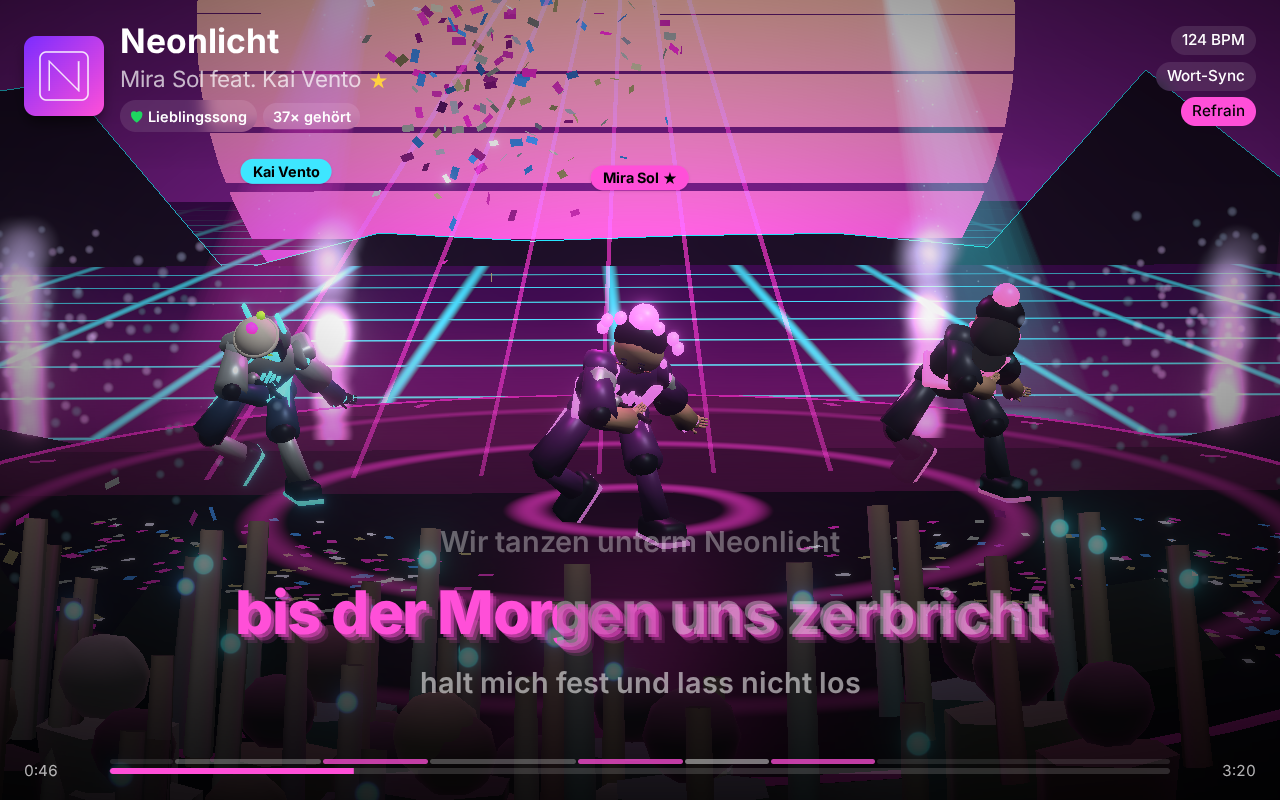 N
Neonlicht
Mira Sol feat. Kai Vento ★
Lieblingssong
37× gehört
124 BPM
Wort-Sync
Refrain
Kai Vento
Mira Sol ★
Wir tanzen unterm Neonlicht
bis der Morgen uns zerbricht
halt mich fest und lass nicht los
0:46
3:20